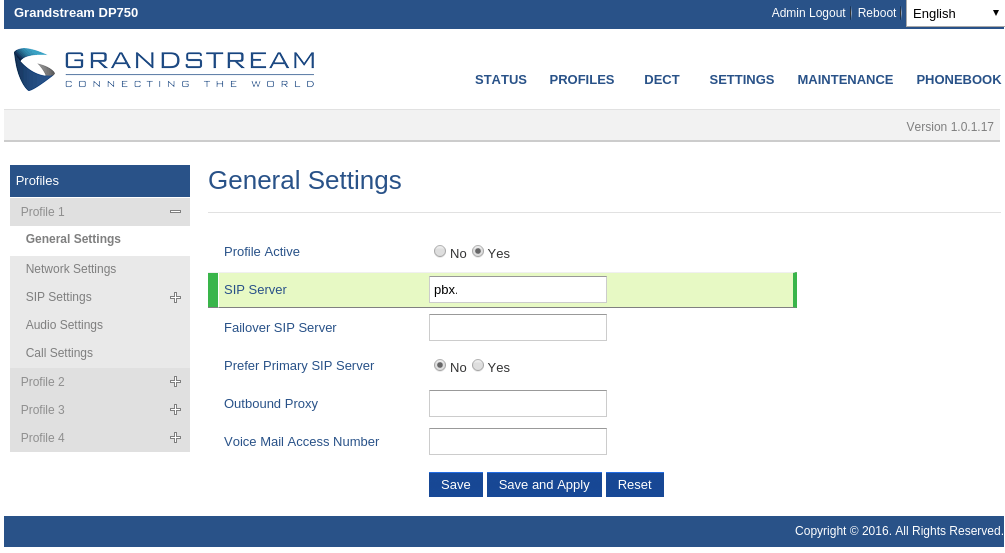 Grandstream DP750
Admin Logout | Reboot | English
GRANDSTREAM
CONNECTING THE WORLD
STATUS PROFILES DECT SETTINGS MAINTENANCE PHONEBOOK
Version 1.0.1.17
Profiles
Profile 1
General Settings
Network Settings
SIP Settings
Audio Settings
Call Settings
Profile 2
Profile 3
Profile 4
General Settings
Profile Active No Yes
SIP Server pbx.
Failover SIP Server
Prefer Primary SIP Server No Yes
Outbound Proxy
Voice Mail Access Number
Save Save and Apply Reset
Copyright © 2016. All Rights Reserved.